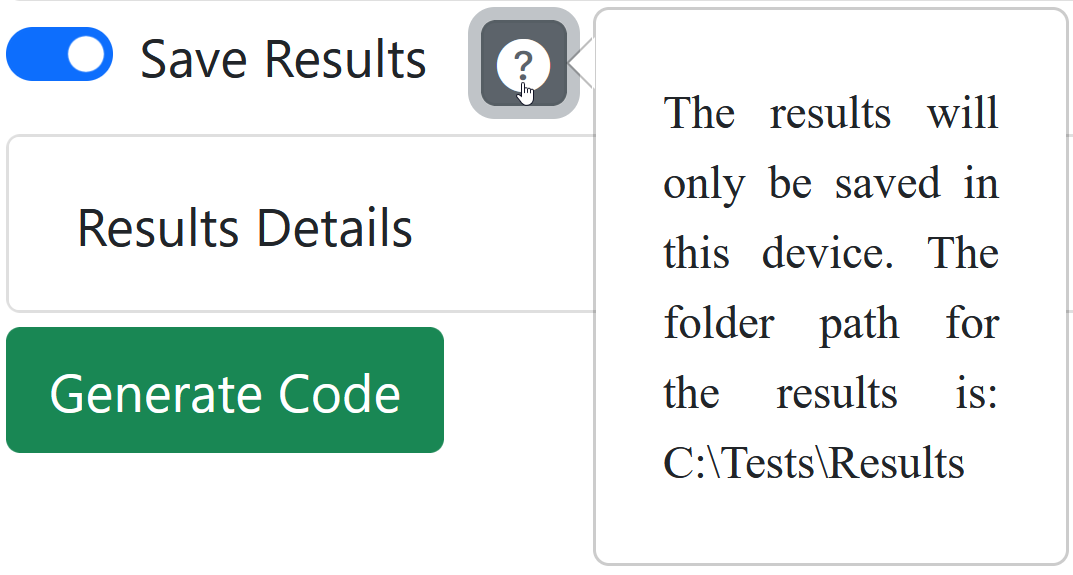 Save Results
?
The results will
only be saved in
this device. The
folder path for
the results is:
C:\Tests\Results
Results Details
Generate Code